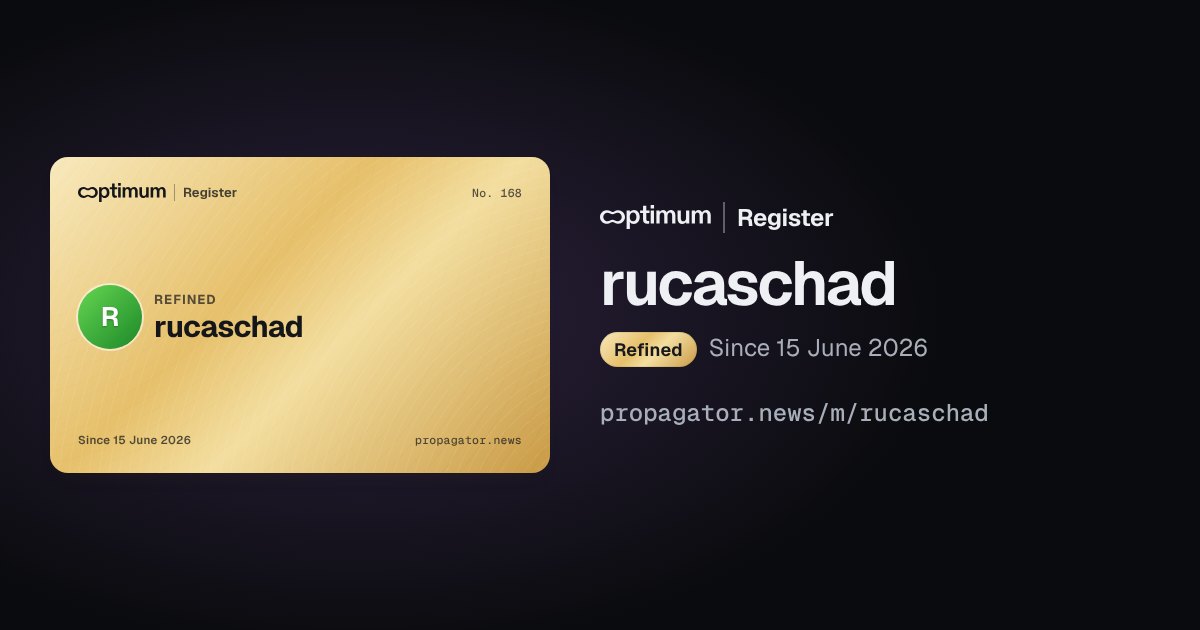 optimum | Register
No. 168
R
REFINED
rucaschad
Since 15 June 2026
propagator.news
optimum | Register
rucaschad
Refined
Since 15 June 2026
propagator.news/m/rucaschad